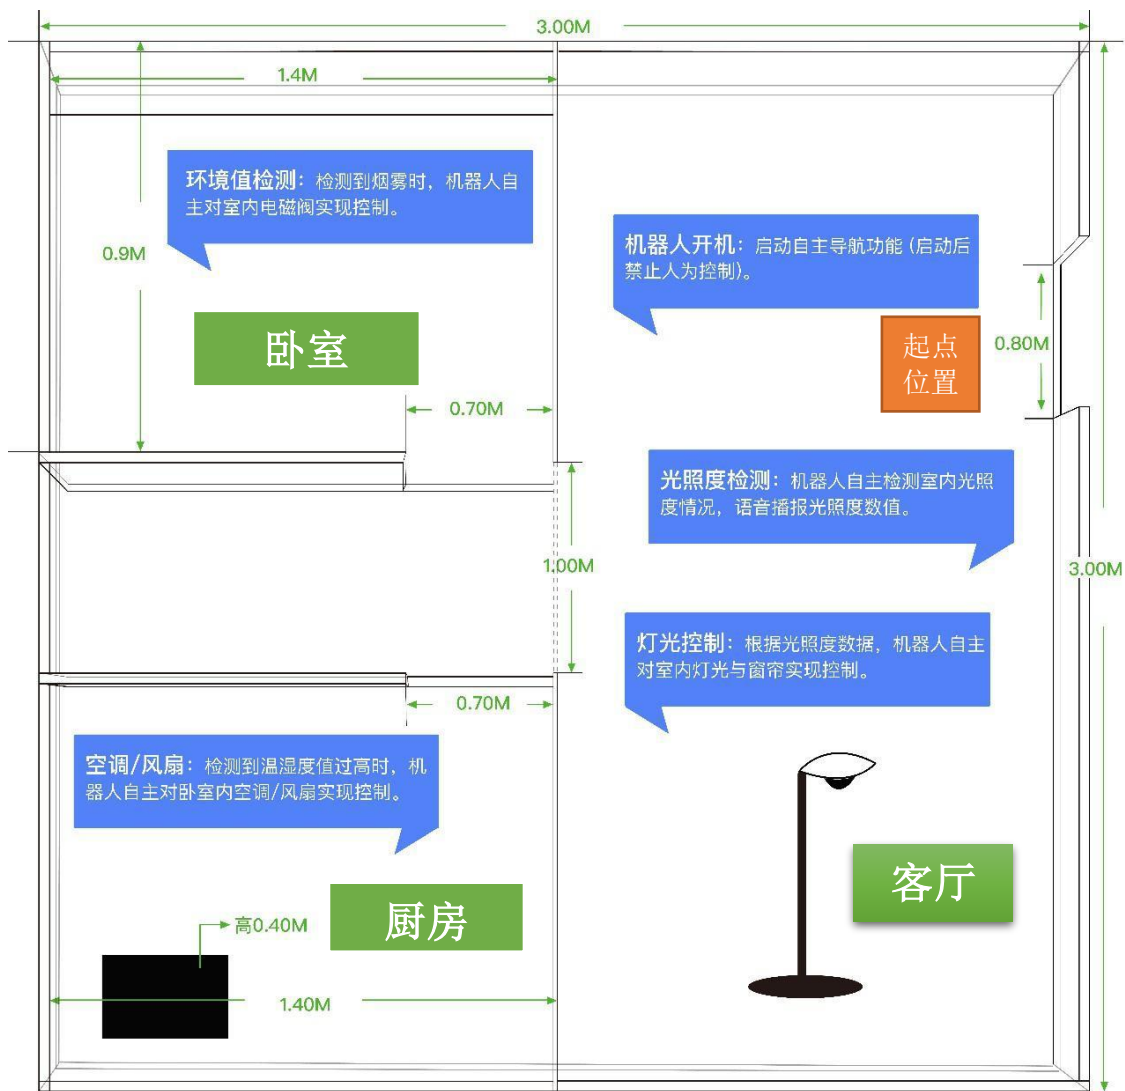 3.00M
1.4M
环境值检测：检测到烟雾时，机器人自
主对室内电磁阀实现控制。
0.9M
机器人开机：启动自主导航功能 (启动后
禁止人为控制)。
卧室
起点
位置
0.80M
0.70M
光照度检测：机器人自主检测室内光照
度情况，语音播报光照度数值。
1.00M
3.00M
灯光控制：根据光照度数据，机器人自主
对室内灯光与窗帘实现控制。
0.70M
空调/风扇：检测到温湿度值过高时，机
器人自主对卧室内空调/风扇实现控制。
客厅
厨房
高0.40M
1.40M